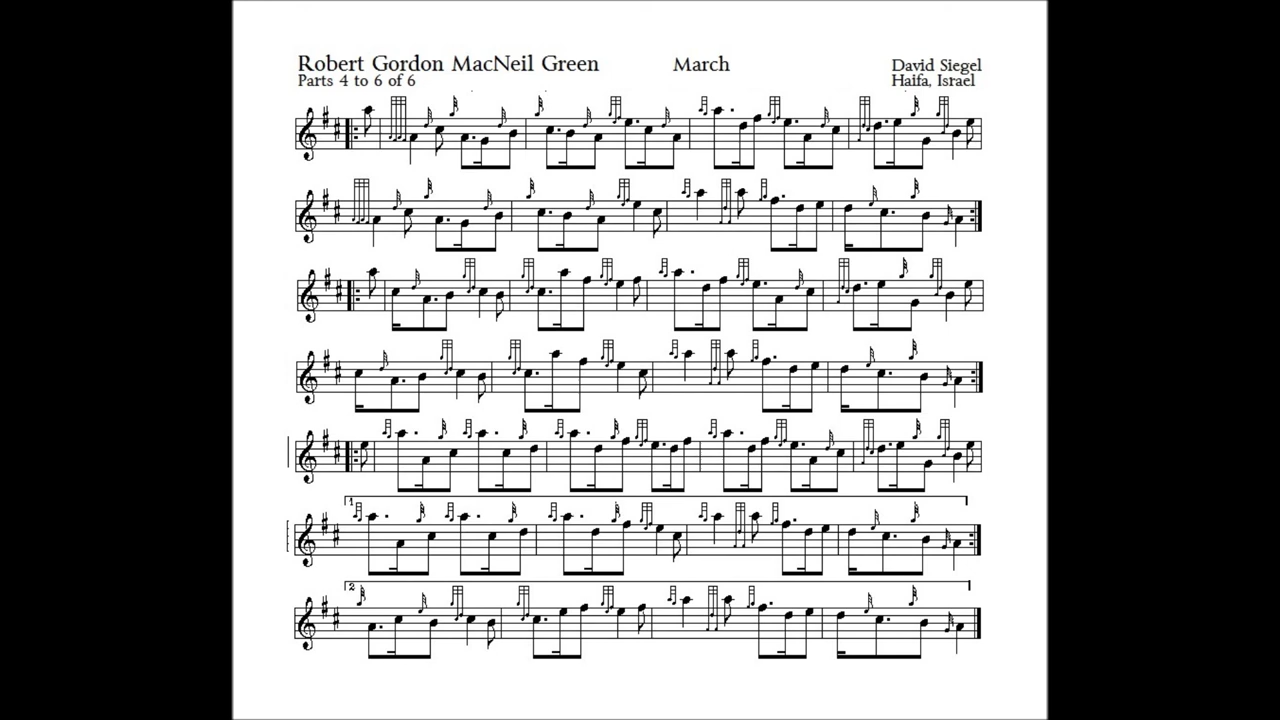 Robert Gordon MacNeil Green March David Siegel
Parts 4 to 6 of 6 Haifa, Israel
1
2